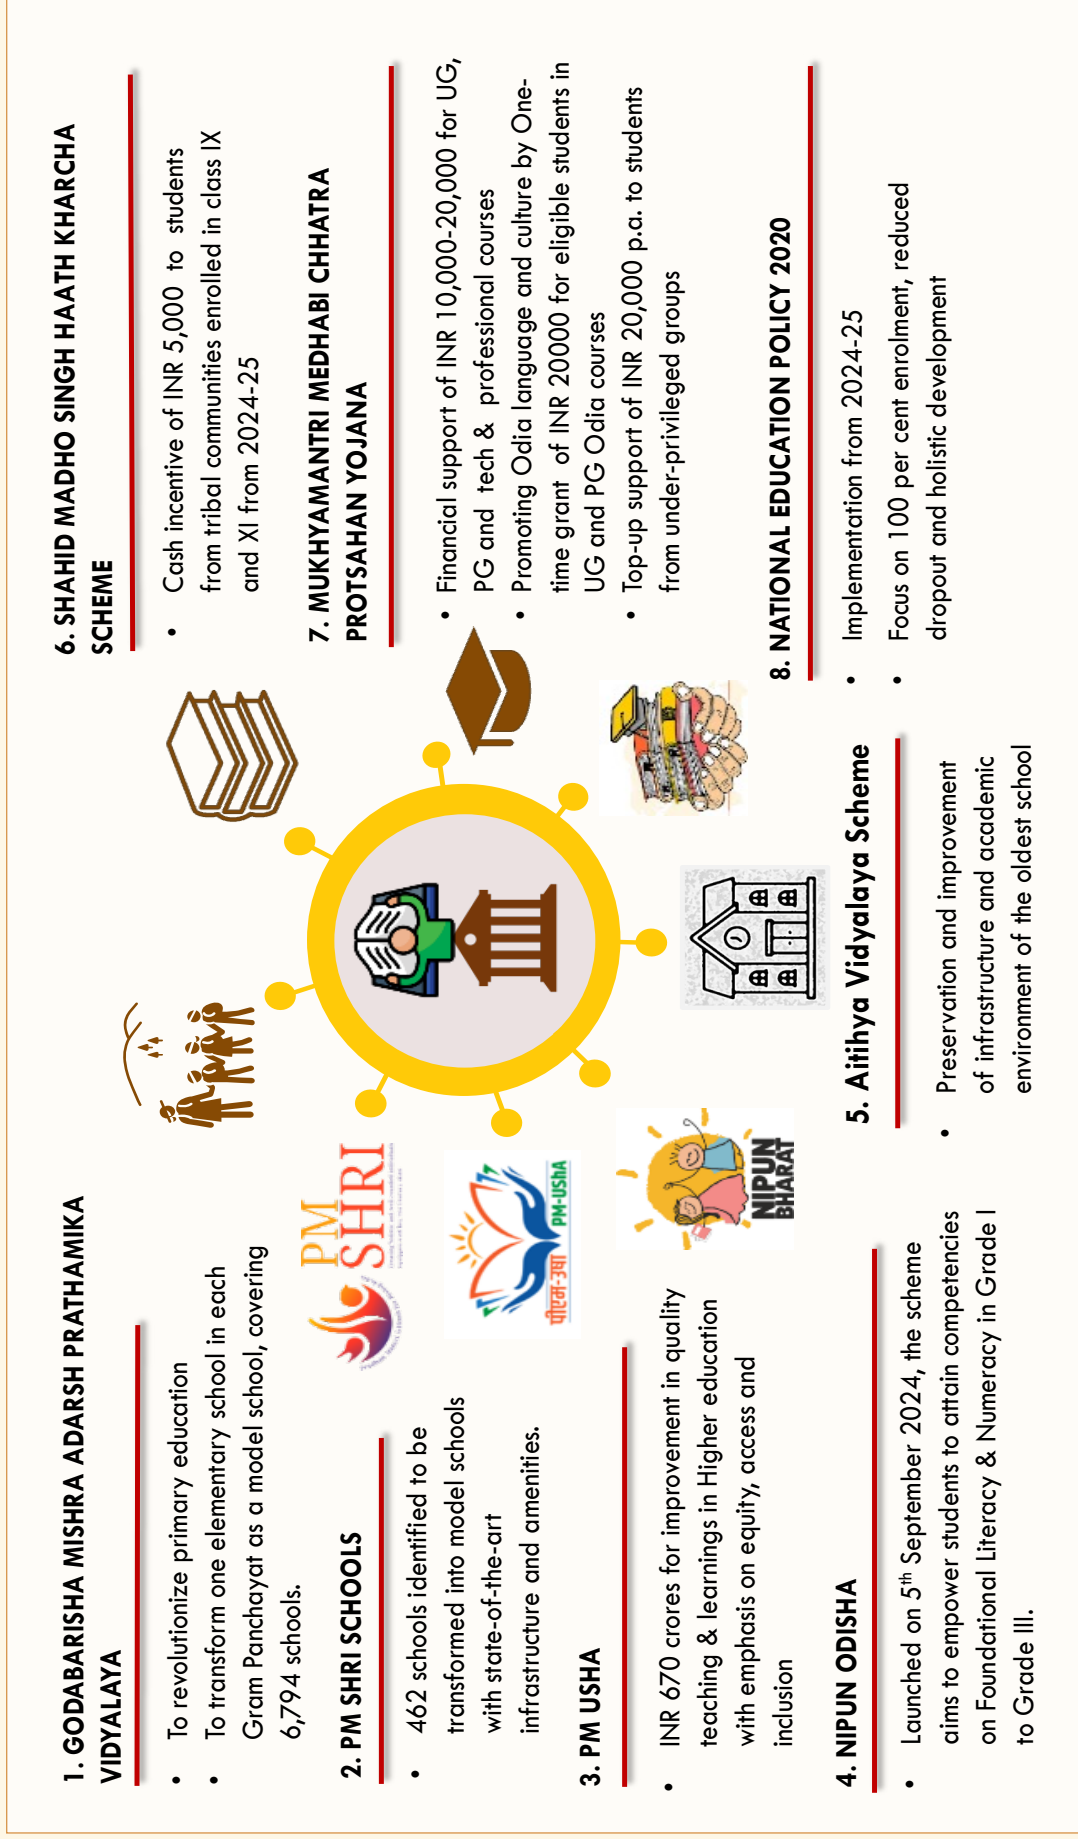 1. GODABARISHA MISHRA ADARSH PRATHAMIKA
VIDYALAYA
• To revolutionize primary education
• To transform one elementary school in each
Gram Panchayat as a model school, covering
6,794 schools.
2. PM SHRI SCHOOLS
• 462 schools identified to be
transformed into model schools
with state-of-the-art
infrastructure and amenities.
3. PM USHA
• INR 670 crores for improvement in quality
teaching & learnings in Higher education
with emphasis on equity, access and
inclusion
4. NIPUN ODISHA
• Launched on 5th September 2024, the scheme
aims to empower students to attain competencies
on Foundational Literacy & Numeracy in Grade I
to Grade III.
PM
SHRI
पीएम-उषा PM-USHA
NIPUN
BHARAT
5. Aitihya Vidyalaya Scheme
• Preservation and improvement
of infrastructure and academic
environment of the oldest school
6. SHAHID MADHO SINGH HAATH KHARCHA
SCHEME
• Cash incentive of INR 5,000 to students
from tribal communities enrolled in class IX
and XI from 2024-25
7. MUKHYAMANTRI MEDHABI CHHATRA
PROTSAHAN YOJANA
• Financial support of INR 10,000-20,000 for UG,
PG and tech & professional courses
• Promoting Odia language and culture by One-
time grant of INR 20000 for eligible students in
UG and PG Odia courses
• Top-up support of INR 20,000 p.a. to students
from under-privileged groups
8. NATIONAL EDUCATION POLICY 2020
• Implementation from 2024-25
• Focus on 100 per cent enrolment, reduced
dropout and holistic development